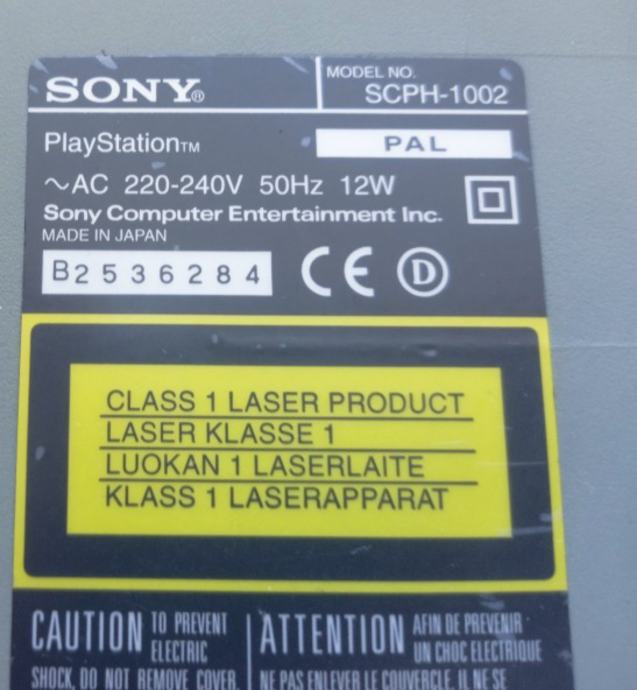 SONY®
MODEL NO.
SCPH-1002
PlayStation™
PAL
~AC 220-240V 50Hz 12W
Sony Computer Entertainment Inc.
MADE IN JAPAN
B2536284
CE D
CLASS 1 LASER PRODUCT
LASER KLASSE 1
LUOKAN 1 LASERLAITE
KLASS 1 LASERAPPARAT
CAUTION TO PREVENT
ELECTRIC
SHOCK, DO NOT REMOVE COVER.
ATTENTION AFIN DE PREVENIR
UN CHOC ELECTRIQUE
NE PAS ENLEVER LE COUVERCLE. IL NE SE